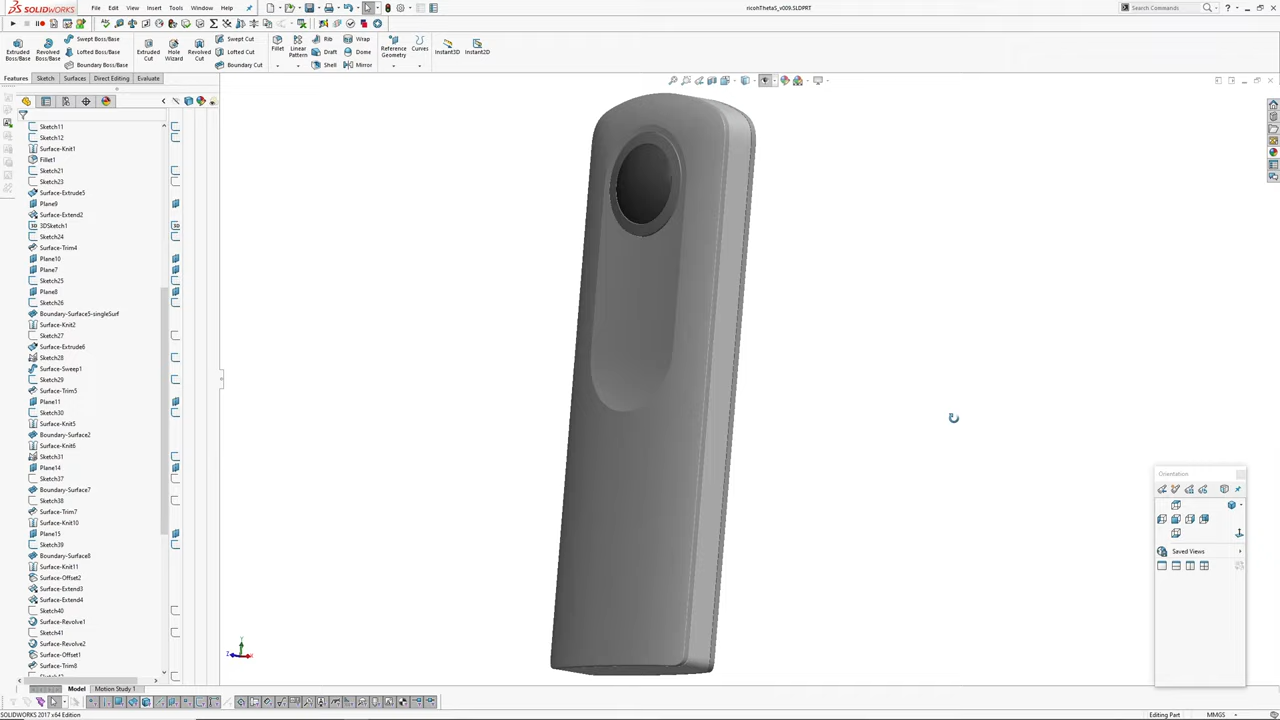 SOLIDWORKS
File Edit View Insert Tools Window Help
ricohThetaS_v009.SLDPRT
Search Commands
Extruded Boss/Base
Revolved Boss/Base
Swept Boss/Base
Lofted Boss/Base
Boundary Boss/Base
Extruded Cut
Hole Wizard
Revolved Cut
Swept Cut
Lofted Cut
Boundary Cut
Fillet
Linear Pattern
Rib
Draft
Shell
Wrap
Dome
Mirror
Reference Geometry
Curves
Instant3D
Instant2D
Features Sketch Surfaces Direct Editing Evaluate
Sketch11
Sketch12
Surface-Knit1
Fillet1
Sketch21
Sketch23
Surface-Extrude5
Plane9
Surface-Extend2
3DSketch1
Sketch24
Surface-Trim4
Plane10
Plane7
Sketch25
Plane8
Sketch26
Boundary-Surface5-singleSurf
Surface-Knit2
Sketch27
Surface-Extrude6
Sketch28
Surface-Sweep1
Sketch29
Surface-Trim5
Plane11
Sketch30
Surface-Knit5
Boundary-Surface2
Surface-Knit6
Sketch31
Plane14
Sketch37
Boundary-Surface7
Sketch38
Surface-Trim7
Surface-Knit10
Plane15
Sketch39
Boundary-Surface8
Surface-Knit11
Surface-Offset2
Surface-Extend3
Surface-Extend4
Sketch40
Surface-Revolve1
Sketch41
Surface-Revolve2
Surface-Offset1
Surface-Trim8
Orientation
Saved Views
Y
Z
X
Model Motion Study 1
SOLIDWORKS 2017 x64 Edition
Editing Part
MMGS